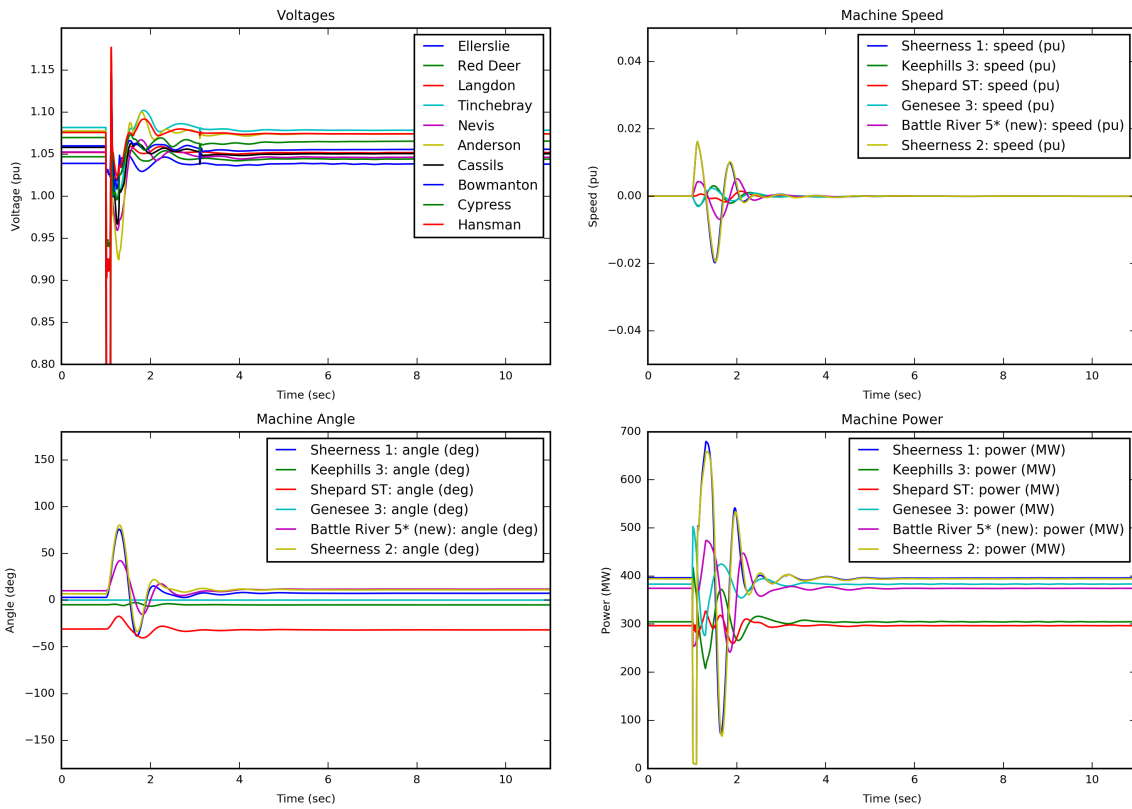 Voltages
Voltage (pu)
1.15
1.10
1.05
1.00
0.95
0.90
0.85
0.80
Ellerslie
Red Deer
Langdon
Tinchebray
Nevis
Anderson
Cassils
Bowmanton
Cypress
Hansman
0 2 4 6 8 10
Time (sec)
Machine Speed
Speed (pu)
0.04
0.02
0.00
−0.02
−0.04
Sheerness 1: speed (pu)
Keephills 3: speed (pu)
Shepard ST: speed (pu)
Genesee 3: speed (pu)
Battle River 5* (new): speed (pu)
Sheerness 2: speed (pu)
0 2 4 6 8 10
Time (sec)
Machine Angle
Angle (deg)
150
100
50
0
−50
−100
−150
Sheerness 1: angle (deg)
Keephills 3: angle (deg)
Shepard ST: angle (deg)
Genesee 3: angle (deg)
Battle River 5* (new): angle (deg)
Sheerness 2: angle (deg)
0 2 4 6 8 10
Time (sec)
Machine Power
Power (MW)
700
600
500
400
300
200
100
0
Sheerness 1: power (MW)
Keephills 3: power (MW)
Shepard ST: power (MW)
Genesee 3: power (MW)
Battle River 5* (new): power (MW)
Sheerness 2: power (MW)
0 2 4 6 8 10
Time (sec)